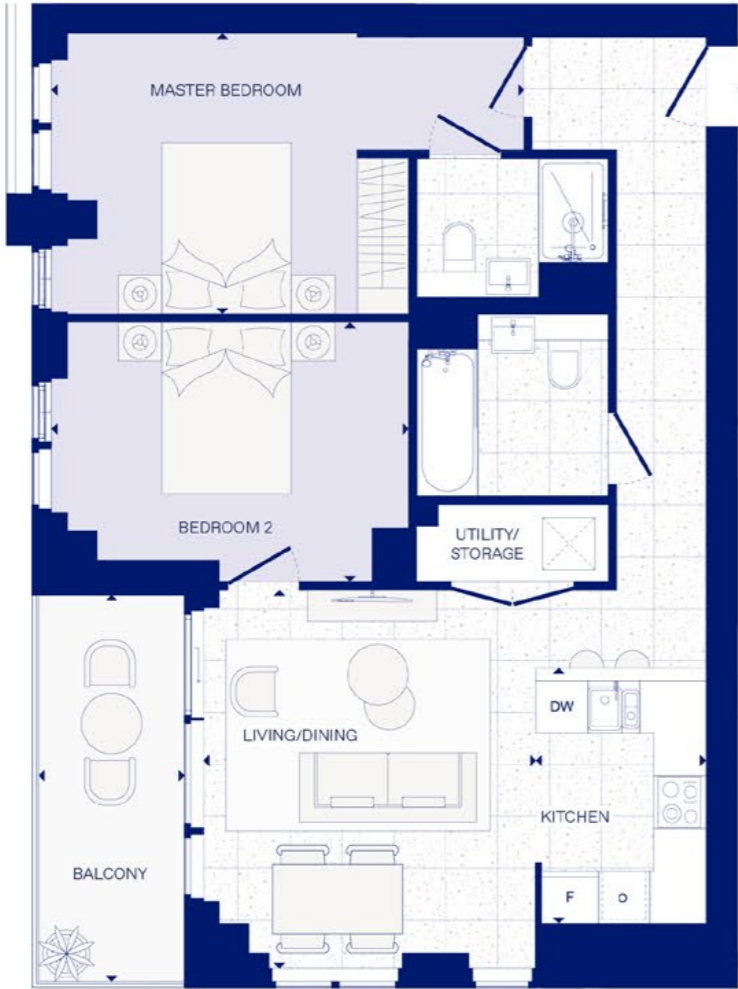 MASTER BEDROOM
BEDROOM 2
UTILITY/
STORAGE
DW
LIVING/DINING
KITCHEN
BALCONY
F
O